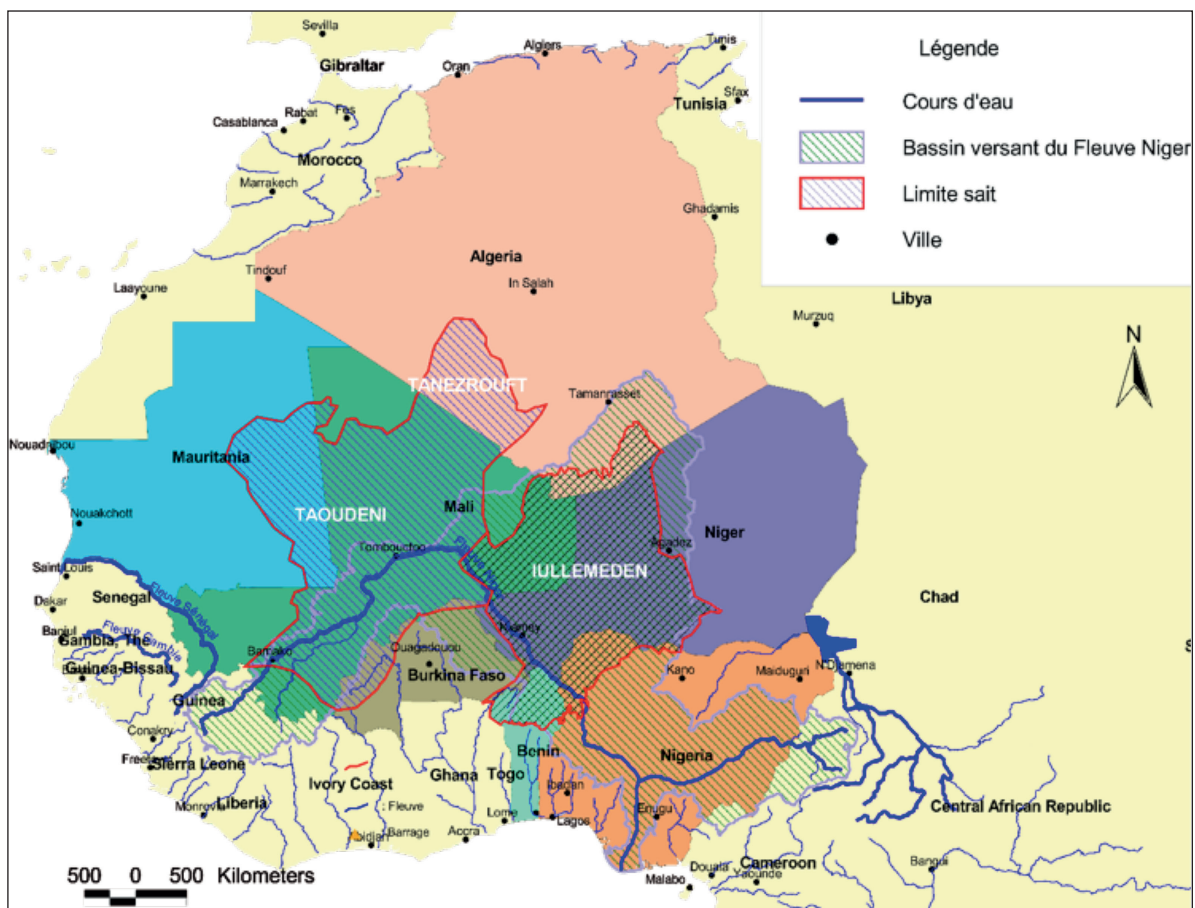 Sevilla
Gibraltar
Algiers
Oran
Tunis
Sfax
Tunisia
Légende
Cours d'eau
Bassin versant du Fleuve Niger
Limite sait
Ville
Rabat
Fes
Casablanca
Morocco
Marrakech
Ghadamis
Algeria
Tindouf
In Salah
Laayoune
Libya
Murzuq
N
TANEZROUFT
Tamanrasset
Nouadhibou
Mauritania
Mali
TAOUDENI
Nouakchott
Niger
Tombouctoo
Agadez
IULLEMEDEN
Saint Louis
Senegal
Fleuve Sénégal
Dakar
Chad
Banjul
Gambia, The
Fleuve Gambie
Niamey
Guinea-Bissau
Bamako
Ouagadougou
Burkina Faso
Kano
Maiduguri
N'Djamena
Guinea
Conakry
Benin
Nigeria
Sierra Leone
Ivory Coast
Ghana
Togo
Ibadan
Enugu
Central African Republic
Monrovia
Liberia
: Fleuve
Lome
Lagos
: Barrage
Accra
Cameroon
Douala
Yaounde
Bangui
Malabo
500 0 500 Kilometers